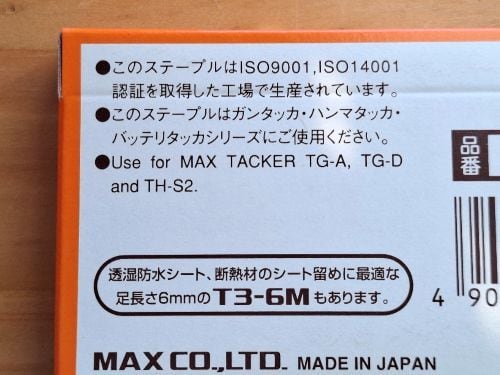 ●このステープルはISO9001,ISO14001
認証を取得した工場で生産されています。
●このステープルはガンタッカ・ハンマタッカ・
バッテリタッカシリーズにご使用ください。
●Use for MAX TACKER TG-A, TG-D
and TH-S2.
品番
透湿防水シート、断熱材のシート留めに最適な
足長さ6mmのT3-6Mもあります。
4 90
MAX CO.,LTD. MADE IN JAPAN